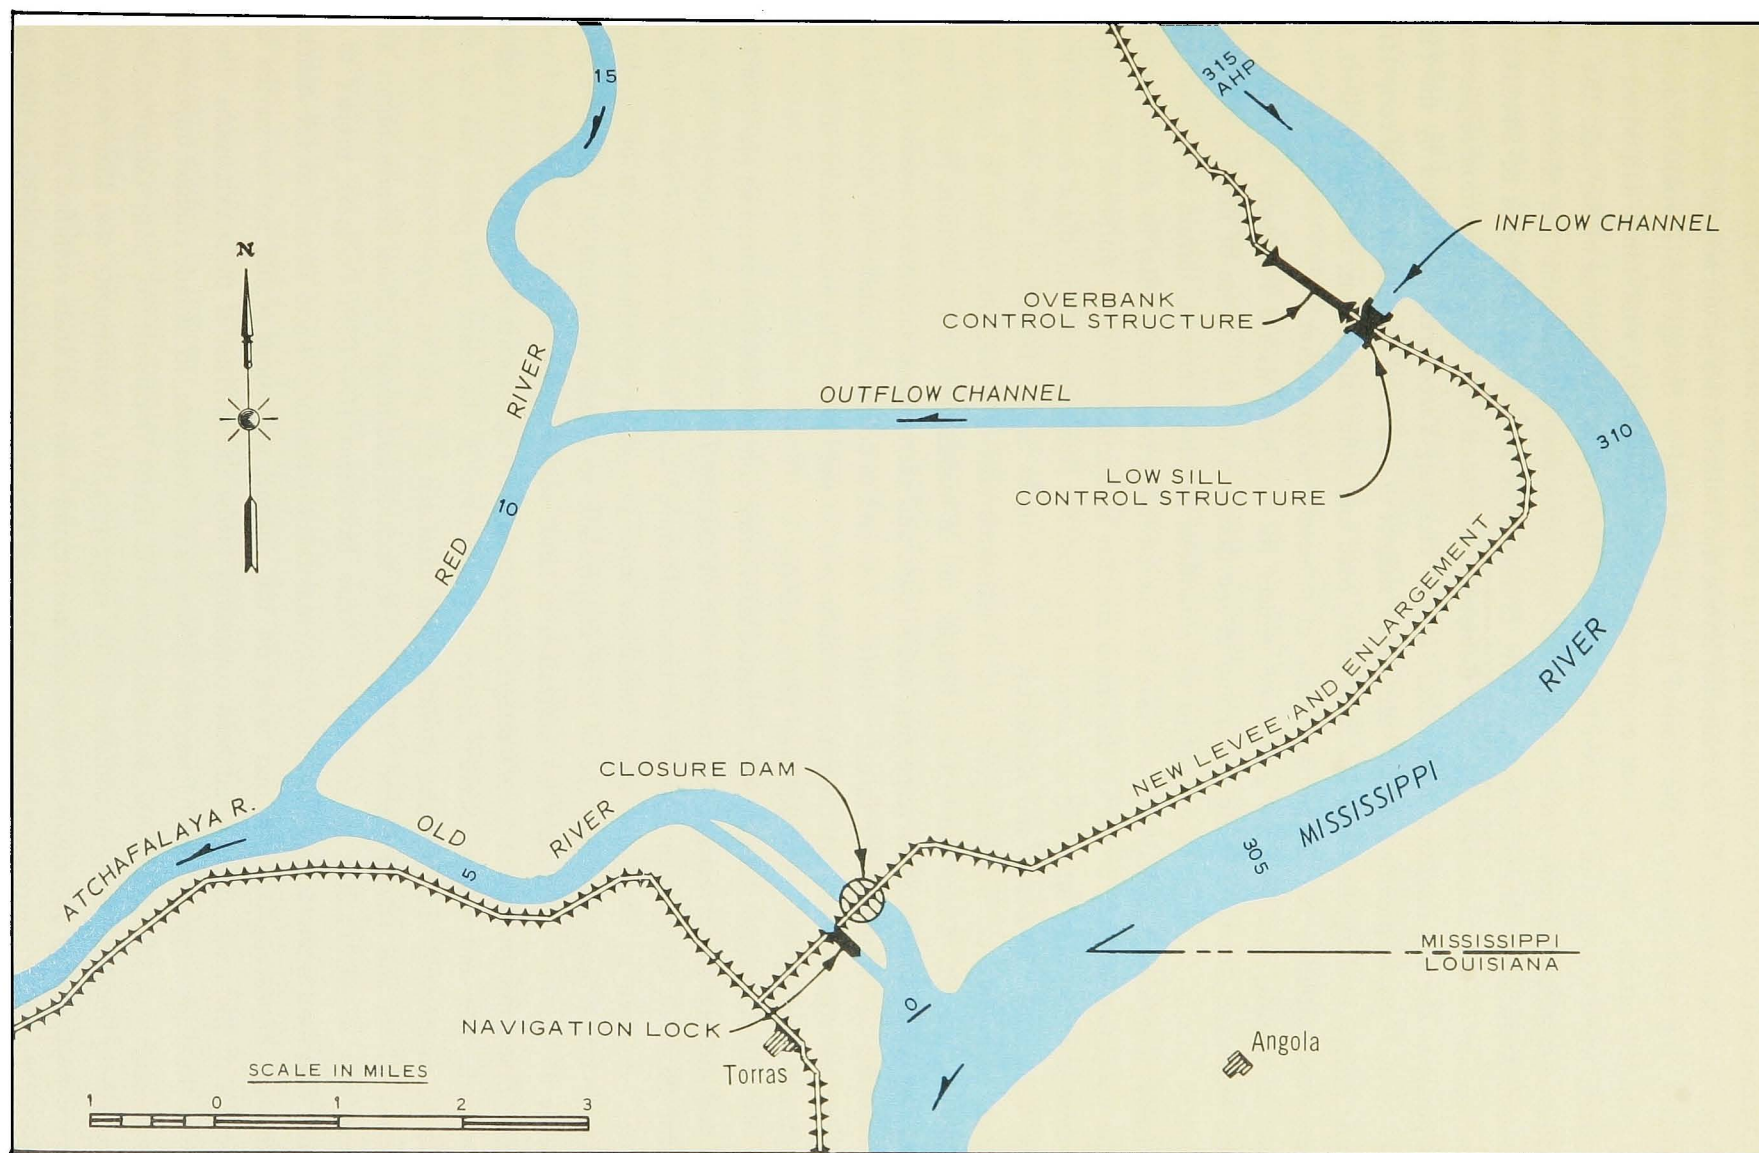 15
315
AHP
N
INFLOW CHANNEL
OVERBANK
CONTROL STRUCTURE
OUTFLOW CHANNEL
RED RIVER
310
LOW SILL
CONTROL STRUCTURE
10
NEW LEVEE AND ENLARGEMENT
MISSISSIPPI RIVER
CLOSURE DAM
ATCHAFALAYA R.
OLD RIVER
5
305
MISSISSIPPI
LOUISIANA
0
NAVIGATION LOCK
Torras
Angola
SCALE IN MILES
1 0 1 2 3